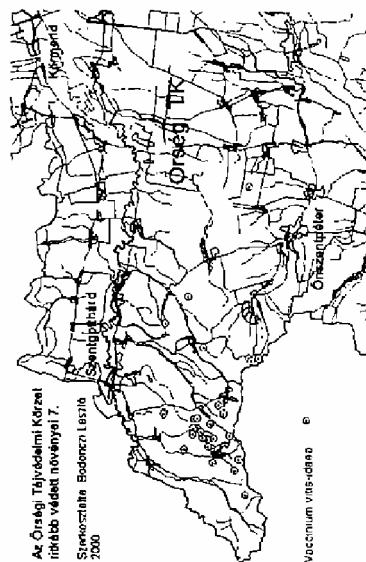 Az Őrségi Tájvédelmi Körzet
ritkább védett növényei 7.
Szerkesztette Bodonczi László
2000
Körmend
Szentgotthárd
Őrség TK
Őriszentpéter
Vaccinium vitis-idaea